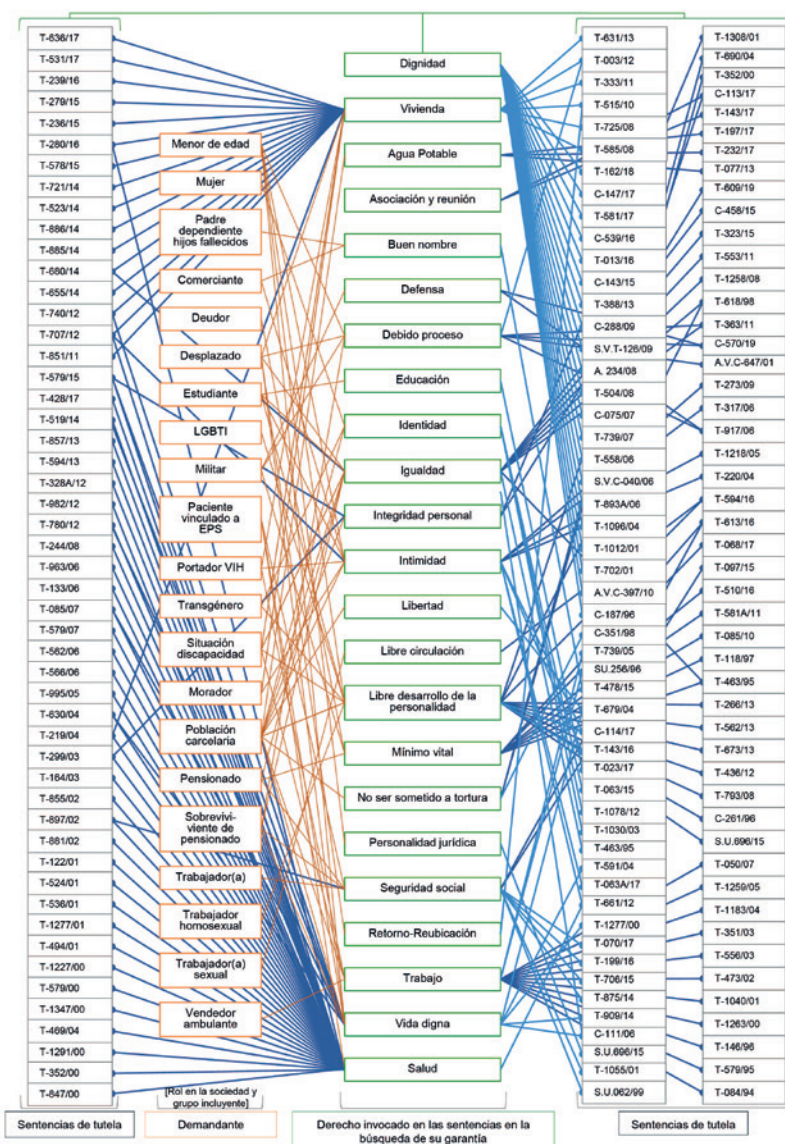 T-636/17
T-531/17
T-239/16
T-279/15
T-236/15
T-280/16
T-578/15
T-721/14
T-523/14
T-886/14
T-885/14
T-680/14
T-655/14
T-740/12
T-707/12
T-851/11
T-579/15
T-428/17
T-519/14
T-857/13
T-594/13
T-328A/12
T-982/12
T-780/12
T-244/08
T-963/06
T-133/06
T-085/07
T-579/07
T-562/06
T-566/06
T-995/05
T-630/04
T-219/04
T-299/03
T-164/03
T-855/02
T-897/02
T-881/02
T-122/01
T-524/01
T-536/01
T-1277/01
T-494/01
T-1227/00
T-579/00
T-1347/00
T-469/04
T-1291/00
T-352/00
T-847/00
Sentencias de tutela
Menor de edad
Mujer
Padre
dependiente
hijos fallecidos
Comerciante
Deudor
Desplazado
Estudiante
LGBTI
Militar
Paciente
vinculado a
EPS
Portador VIH
Transgénero
Situación
discapacidad
Morador
Población
carcelaria
Pensionado
Sobrevivi-
viente de
pensionado
Trabajador(a)
Trabajador
homosexual
Trabajador(a)
sexual
Vendedor
ambulante
[Rol en la sociedad y
grupo incluyente]
Demandante
Dignidad
Vivienda
Agua Potable
Asociación y reunión
Buen nombre
Defensa
Debido proceso
Educación
Identidad
Igualdad
Integridad personal
Intimidad
Libertad
Libre circulación
Libre desarrollo de la
personalidad
Mínimo vital
No ser sometido a tortura
Personalidad jurídica
Seguridad social
Retorno-Reubicación
Trabajo
Vida digna
Salud
Derecho invocado en las sentencias en la
búsqueda de su garantía
T-631/13
T-003/12
T-333/11
T-515/10
T-725/08
T-585/08
T-162/18
C-147/17
T-581/17
C-539/16
T-013/16
C-143/15
T-388/13
C-288/09
S.V.T-126/09
A. 234/08
T-504/08
C-075/07
T-739/07
T-558/06
S.V.C-040/06
T-893A/06
T-1096/04
T-1012/01
T-702/01
A.V.C-397/10
C-187/96
C-351/98
T-739/05
SU.256/96
T-478/15
T-679/04
C-114/17
T-143/16
T-023/17
T-063/15
T-1078/12
T-1030/03
T-463/95
T-591/04
T-063A/17
T-661/12
T-1277/00
T-070/17
T-199/16
T-706/15
T-875/14
T-909/14
C-111/06
S.U.696/15
T-1055/01
S.U.062/99
T-1308/01
T-690/04
T-352/00
C-113/17
T-143/17
T-197/17
T-232/17
T-077/13
T-609/19
C-458/15
T-323/15
T-553/11
T-1258/08
T-618/98
T-363/11
C-570/19
A.V.C-647/01
T-273/09
T-317/06
T-917/06
T-1218/05
T-220/04
T-594/16
T-613/16
T-068/17
T-097/15
T-510/16
T-581A/11
T-085/10
T-118/97
T-463/95
T-266/13
T-562/13
T-673/13
T-436/12
T-793/08
C-261/96
S.U.696/15
T-050/07
T-1259/05
T-1183/04
T-351/03
T-556/03
T-473/02
T-1040/01
T-1263/00
T-146/96
T-579/95
T-084/94
Sentencias de tutela